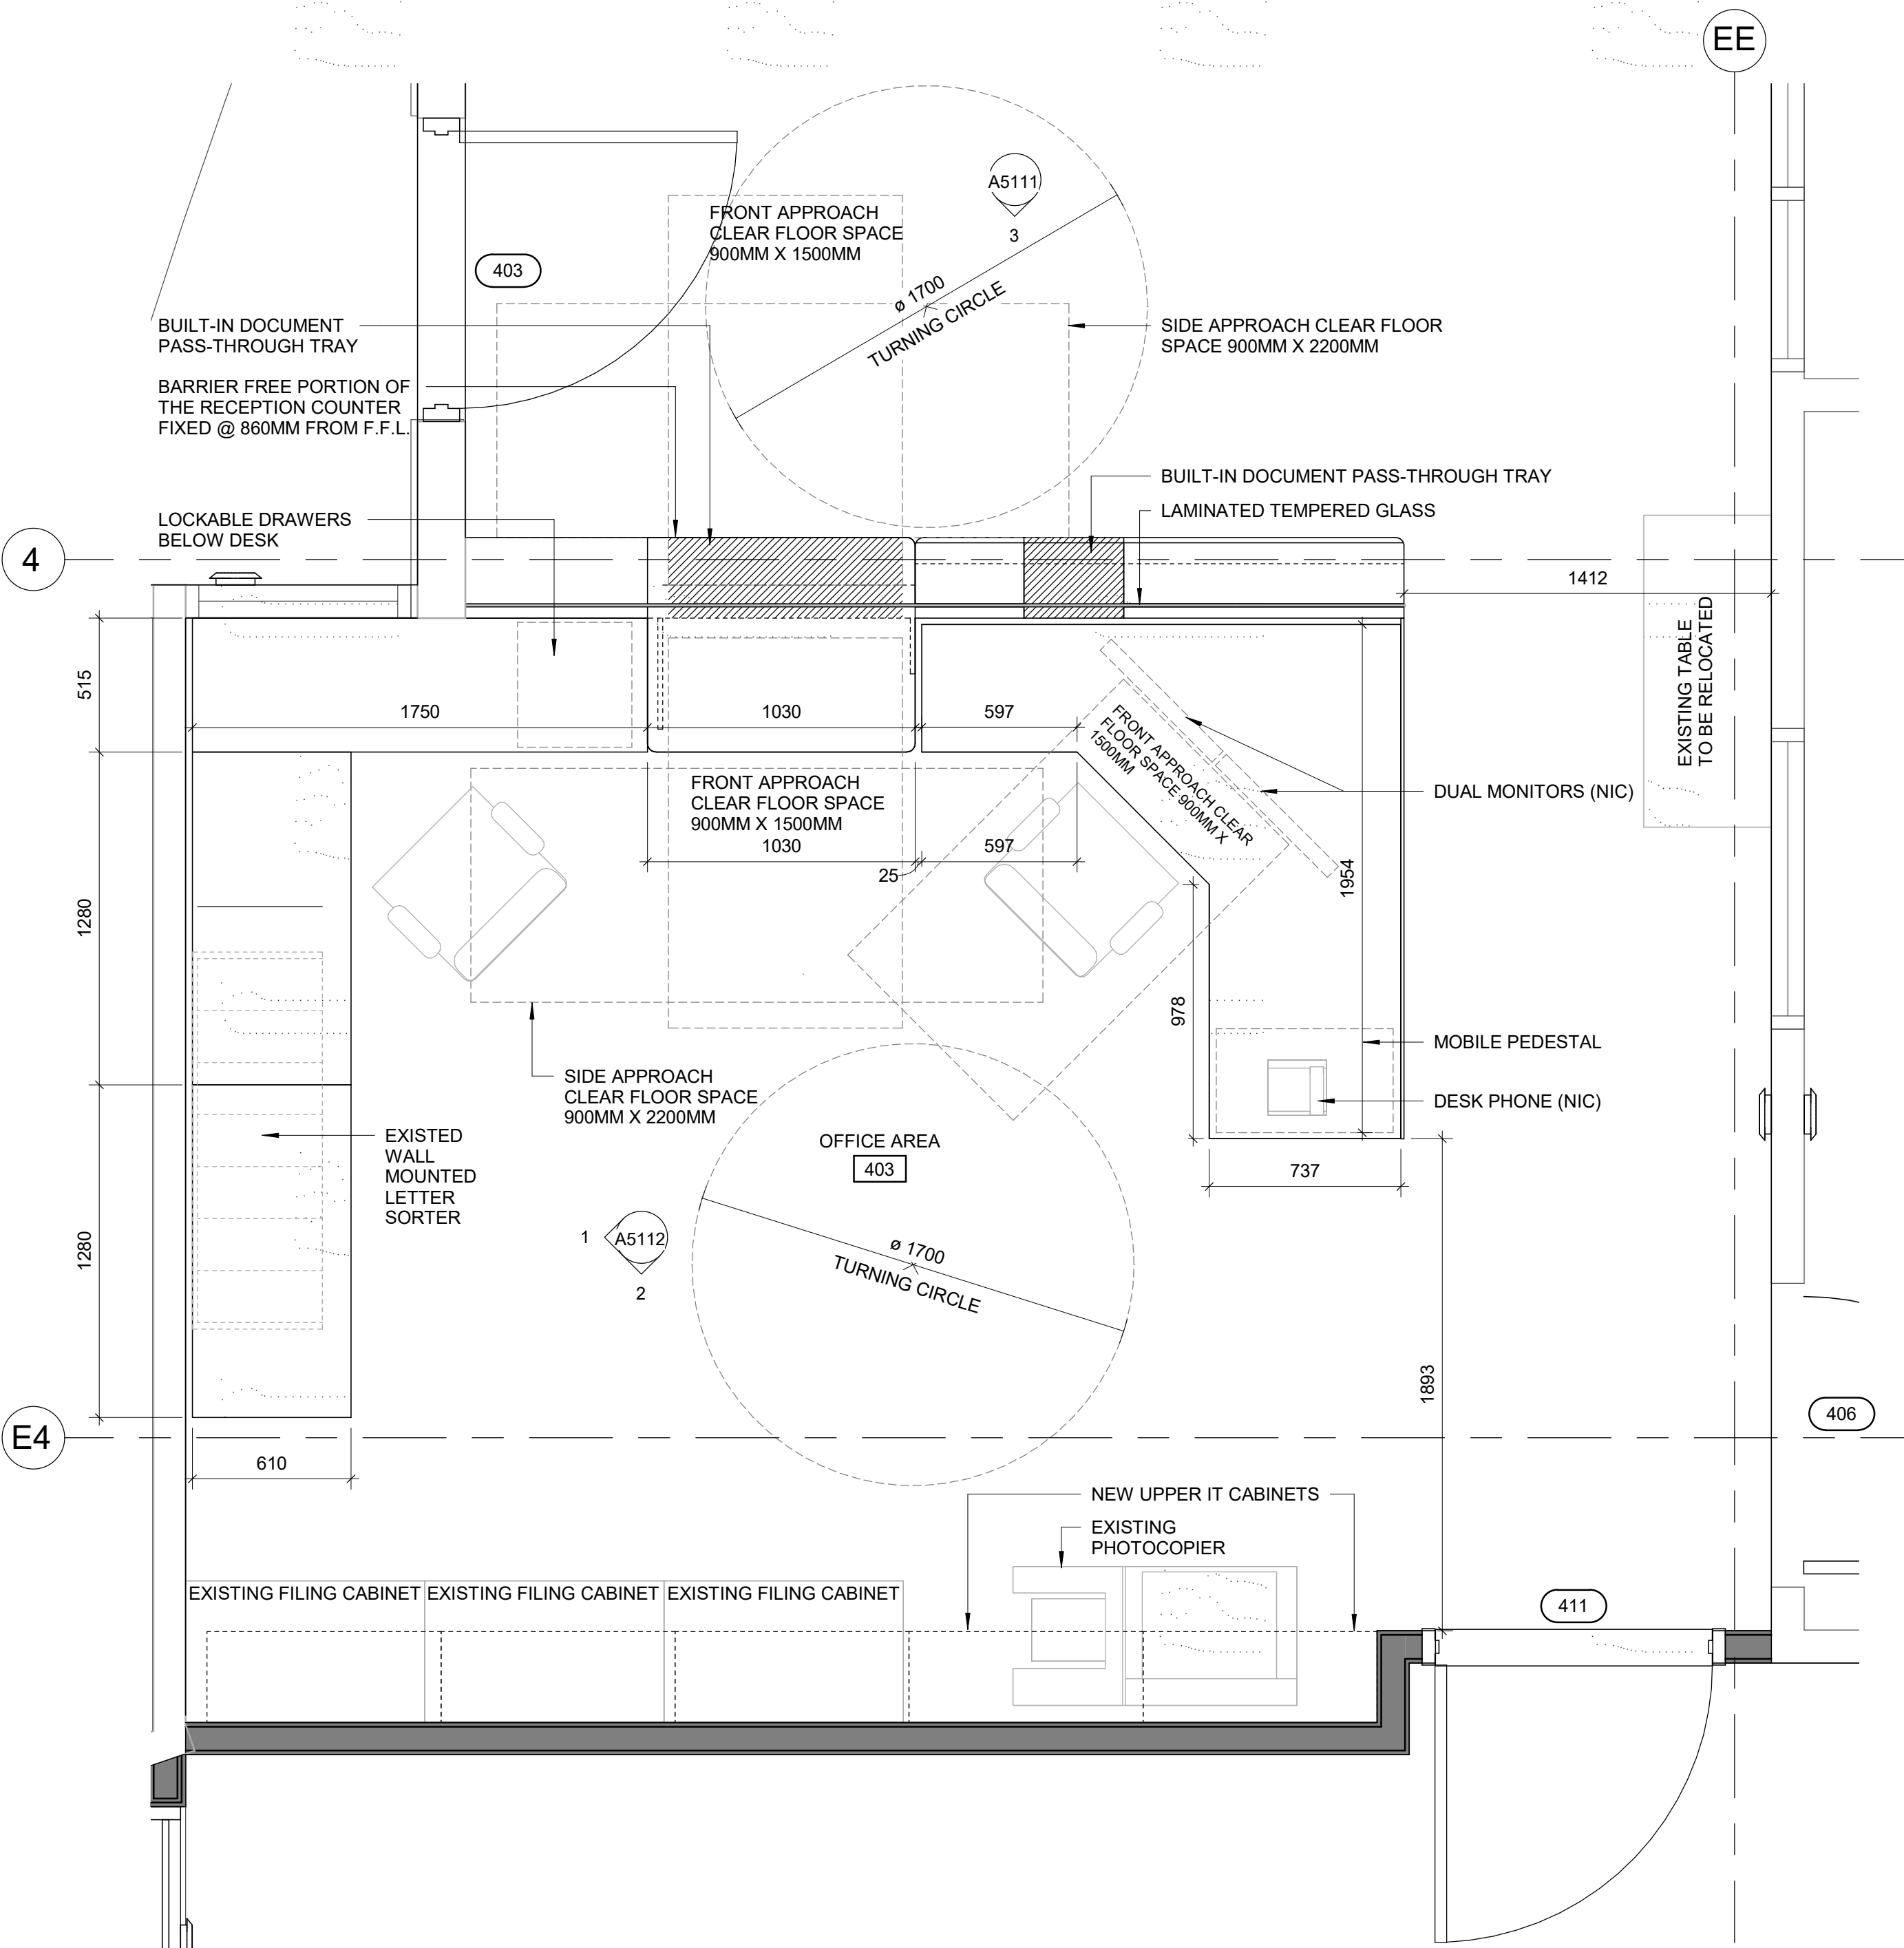 EE
A5111
3
FRONT APPROACH
CLEAR FLOOR SPACE
900MM X 1500MM
403
ø 1700
TURNING CIRCLE
BUILT-IN DOCUMENT
PASS-THROUGH TRAY
SIDE APPROACH CLEAR FLOOR
SPACE 900MM X 2200MM
BARRIER FREE PORTION OF
THE RECEPTION COUNTER
FIXED @ 860MM FROM F.F.L.
BUILT-IN DOCUMENT PASS-THROUGH TRAY
LAMINATED TEMPERED GLASS
LOCKABLE DRAWERS
BELOW DESK
4
1412
EXISTING TABLE
TO BE RELOCATED
515
1750
1030
597
FRONT APPROACH CLEAR
FLOOR SPACE 900MM X
1500MM
DUAL MONITORS (NIC)
FRONT APPROACH
CLEAR FLOOR SPACE
900MM X 1500MM
1030
597
25
1954
1280
978
MOBILE PEDESTAL
DESK PHONE (NIC)
SIDE APPROACH
CLEAR FLOOR SPACE
900MM X 2200MM
EXISTED
WALL
MOUNTED
LETTER
SORTER
OFFICE AREA
403
737
1280
1
A5112
2
ø 1700
TURNING CIRCLE
1893
406
E4
610
NEW UPPER IT CABINETS
EXISTING
PHOTOCOPIER
EXISTING FILING CABINET
EXISTING FILING CABINET
EXISTING FILING CABINET
411